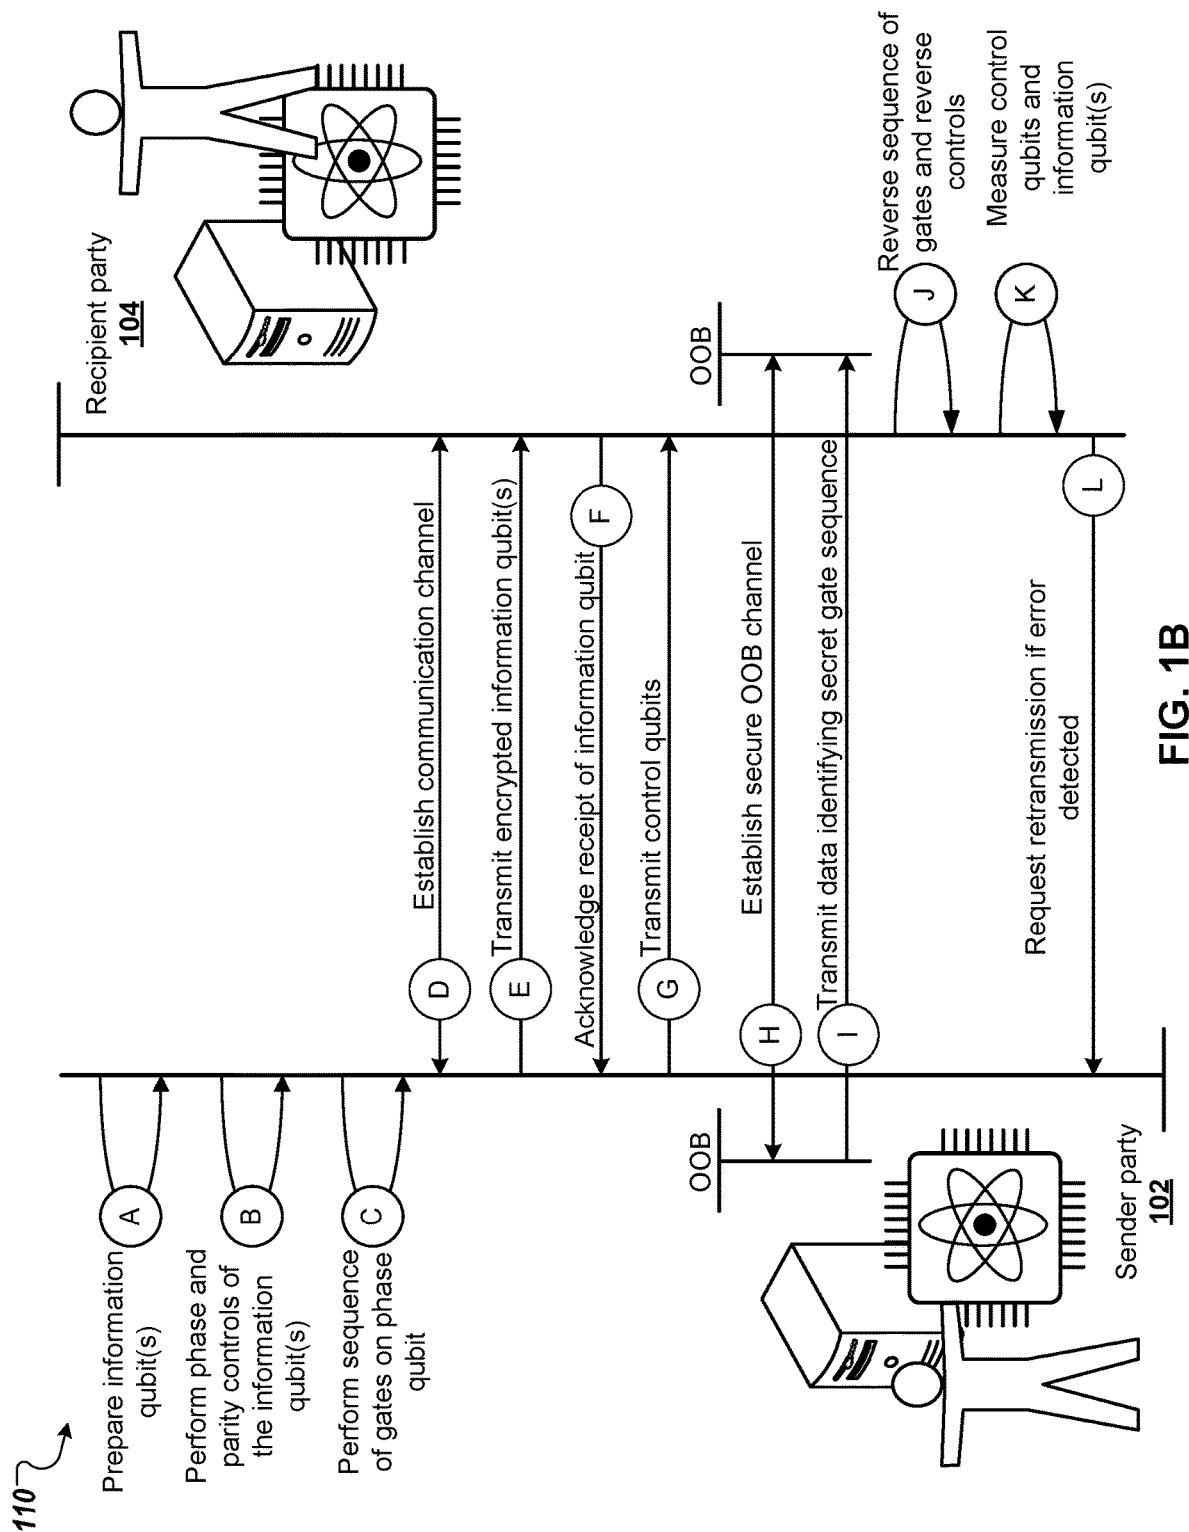 110
Prepare information
qubit(s)
A
Perform phase and
parity controls of
the information
qubit(s)
B
Perform sequence
of gates on phase
qubit
C
Recipient party
104
D
Establish communication channel
E
Transmit encrypted information qubit(s)
Acknowledge receipt of information qubit
F
G
Transmit control qubits
OOB
OOB
H
Establish secure OOB channel
I
Transmit data identifying secret gate sequence
J
Reverse sequence of
gates and reverse
controls
K
Measure control
qubits and
information
qubit(s)
Request retransmission if error
detected
L
Sender party
102
FIG. 1B